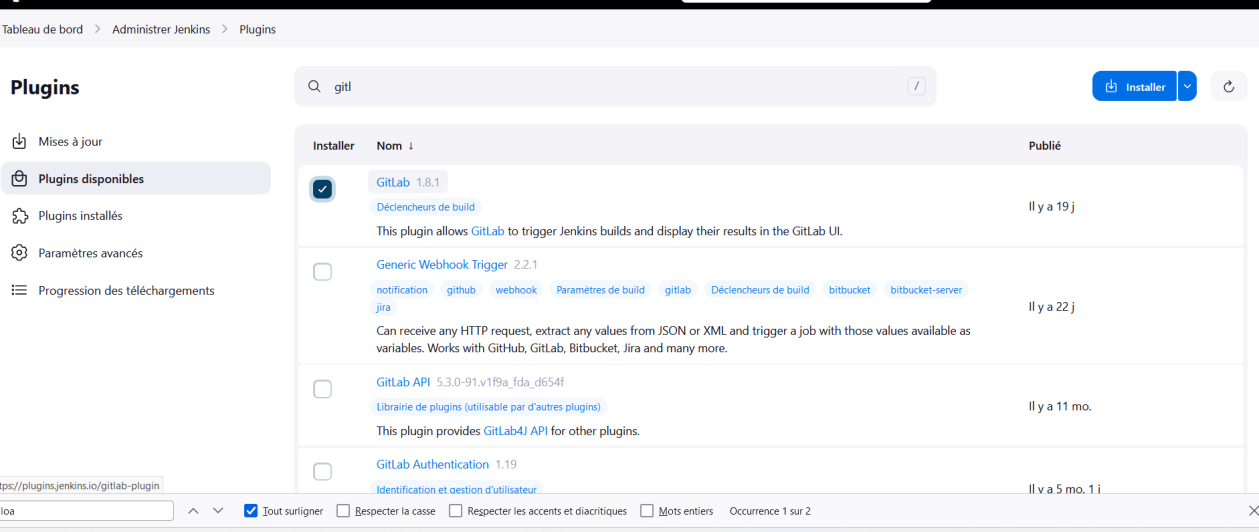 Tableau de bord > Administrer Jenkins > Plugins
Plugins
gitl
/
Installer
Mises à jour
Plugins disponibles
Plugins installés
Paramètres avancés
Progression des téléchargements
Installer Nom ↓ Publié
GitLab 1.8.1
Déclencheurs de build
This plugin allows GitLab to trigger Jenkins builds and display their results in the GitLab UI.
Il y a 19 j
Generic Webhook Trigger 2.2.1
notification github webhook Paramètres de build gitlab Déclencheurs de build bitbucket bitbucket-server
jira
Can receive any HTTP request, extract any values from JSON or XML and trigger a job with those values available as
variables. Works with GitHub, GitLab, Bitbucket, Jira and many more.
Il y a 22 j
GitLab API 5.3.0-91.v1f9a_fda_d654f
Librairie de plugins (utilisable par d'autres plugins)
This plugin provides GitLab4J API for other plugins.
Il y a 11 mo.
GitLab Authentication 1.19
Identification et gestion d'utilisateur
Il y a 5 mo. 1 j
tps://plugins.jenkins.io/gitlab-plugin
loa
Tout surligner Respecter la casse Respecter les accents et diacritiques Mots entiers Occurrence 1 sur 2